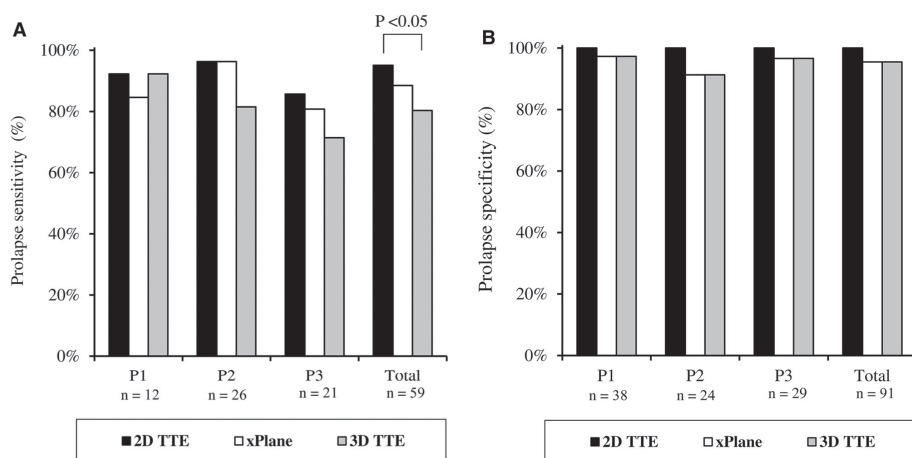 A
P <0.05
Prolapse sensitivity (%)
100%
80%
60%
40%
20%
0%
P1 P2 P3 Total
n = 12 n = 26 n = 21 n = 59
2D TTE xPlane 3D TTE
B
Prolapse specificity (%)
100%
80%
60%
40%
20%
0%
P1 P2 P3 Total
n = 38 n = 24 n = 29 n = 91
2D TTE xPlane 3D TTE